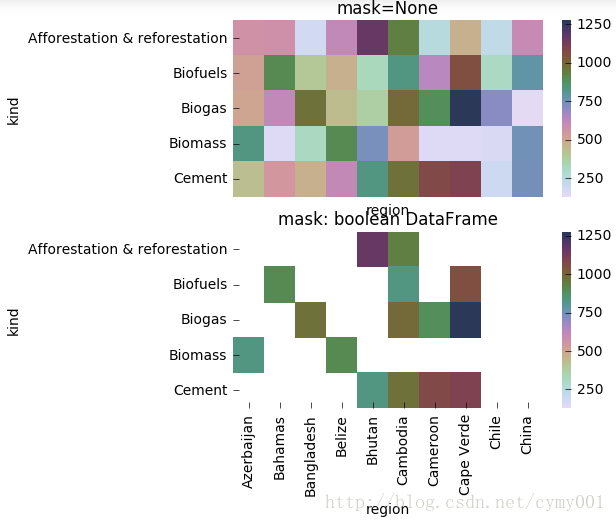 mask=None
kind
Afforestation & reforestation
Biofuels
Biogas
Biomass
Cement
1250
1000
750
500
250
region
mask: boolean DataFrame
kind
Afforestation & reforestation
Biofuels
Biogas
Biomass
Cement
1250
1000
750
500
250
Azerbaijan
Bahamas
Bangladesh
Belize
Bhutan
Cambodia
Cameroon
Cape Verde
Chile
China
region
http://blog.csdn.net/cymy001